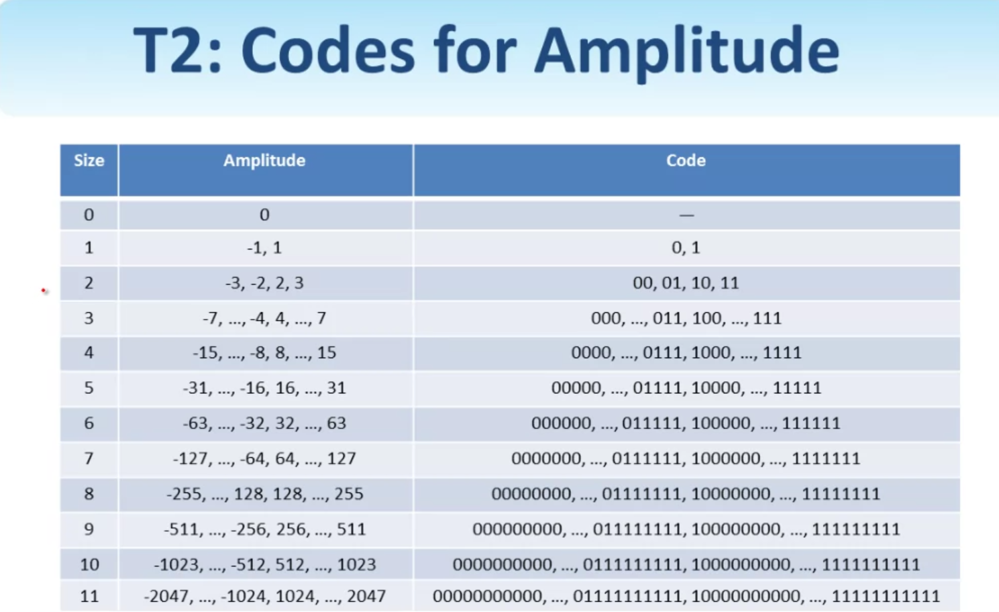 T2: Codes for Amplitude
Size Amplitude Code
0 0 —
1 -1, 1 0, 1
2 -3, -2, 2, 3 00, 01, 10, 11
3 -7, ..., -4, 4, ..., 7 000, ..., 011, 100, ..., 111
4 -15, ..., -8, 8, ..., 15 0000, ..., 0111, 1000, ..., 1111
5 -31, ..., -16, 16, ..., 31 00000, ..., 01111, 10000, ..., 11111
6 -63, ..., -32, 32, ..., 63 000000, ..., 011111, 100000, ..., 111111
7 -127, ..., -64, 64, ..., 127 0000000, ..., 0111111, 1000000, ..., 1111111
8 -255, ..., 128, 128, ..., 255 00000000, ..., 01111111, 10000000, ..., 11111111
9 -511, ..., -256, 256, ..., 511 000000000, ..., 011111111, 100000000, ..., 111111111
10 -1023, ..., -512, 512, ..., 1023 0000000000, ..., 0111111111, 1000000000, ..., 1111111111
11 -2047, ..., -1024, 1024, ..., 2047 00000000000, ..., 01111111111, 10000000000, ..., 11111111111